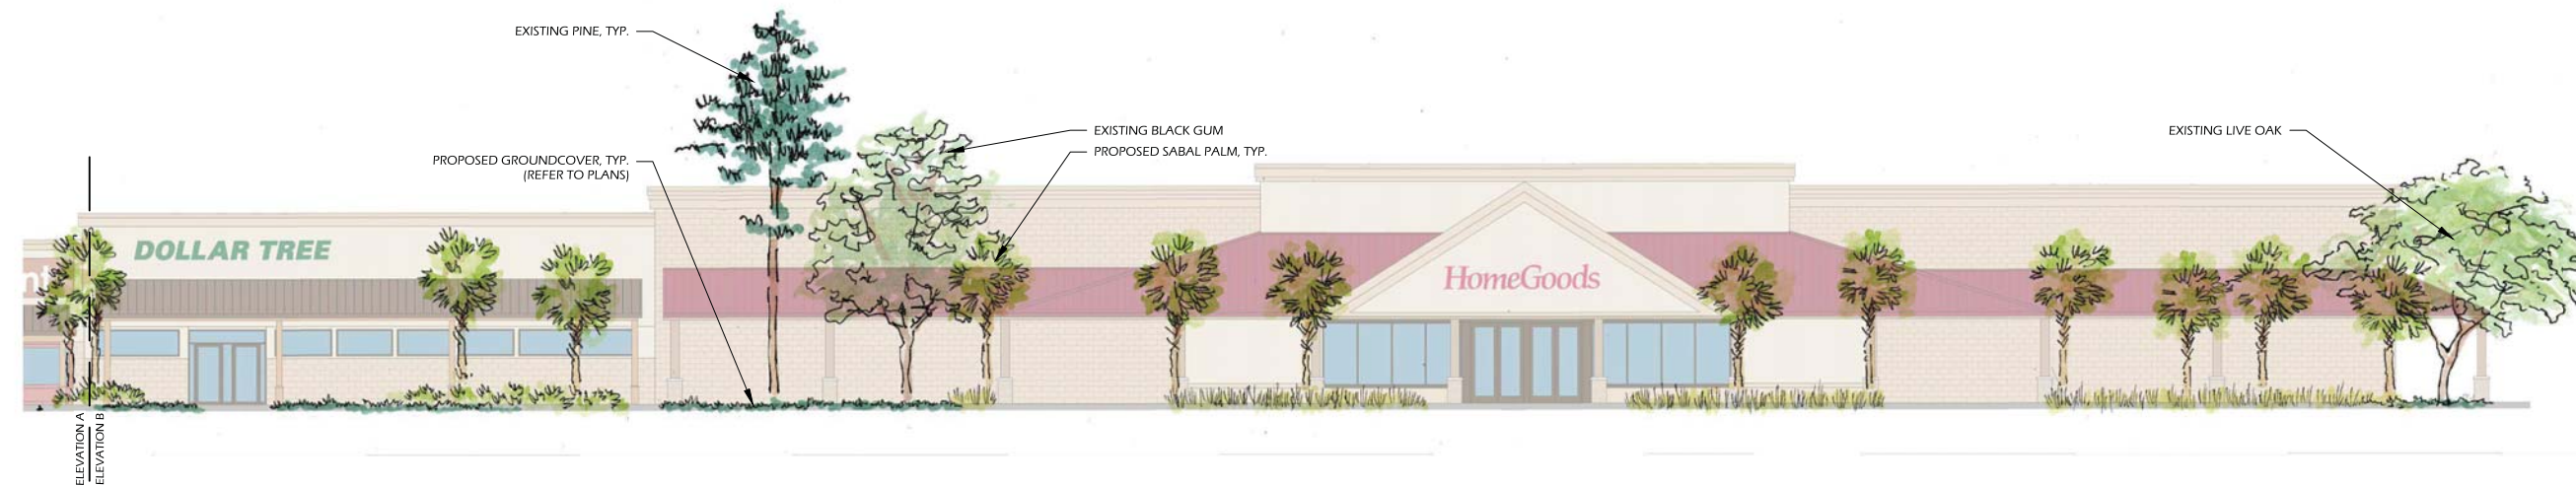 EXISTING PINE, TYP.
EXISTING BLACK GUM
PROPOSED SABAL PALM, TYP.
EXISTING LIVE OAK
PROPOSED GROUNDCOVER, TYP.
(REFER TO PLANS)
DOLLAR TREE
HomeGoods
ELEVATION A
ELEVATION B